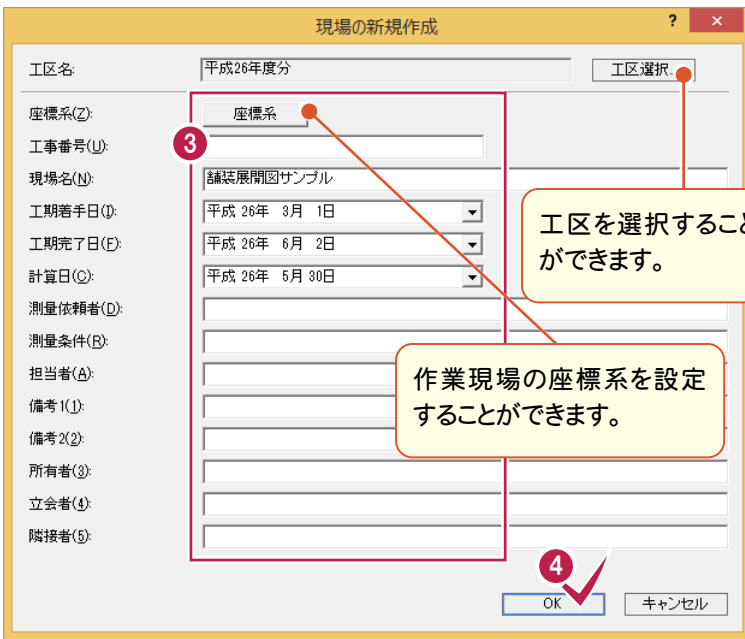 現場の新規作成
? ×
工区名: 平成26年度分 工区選択...
座標系(Z): 座標系
3
工事番号(U):
現場名(N): 舗装展開図サンプル
工期着手日(I): 平成 26年 3月 1日
工期完了日(F): 平成 26年 6月 2日
計算日(C): 平成 26年 5月 30日
測量依頼者(D):
測量条件(R):
担当者(A):
備考1(1):
備考2(2):
所有者(3):
立会者(4):
隣接者(5):
工区を選択すること
ができます。
作業現場の座標系を設定
することができます。
4
OK キャンセル